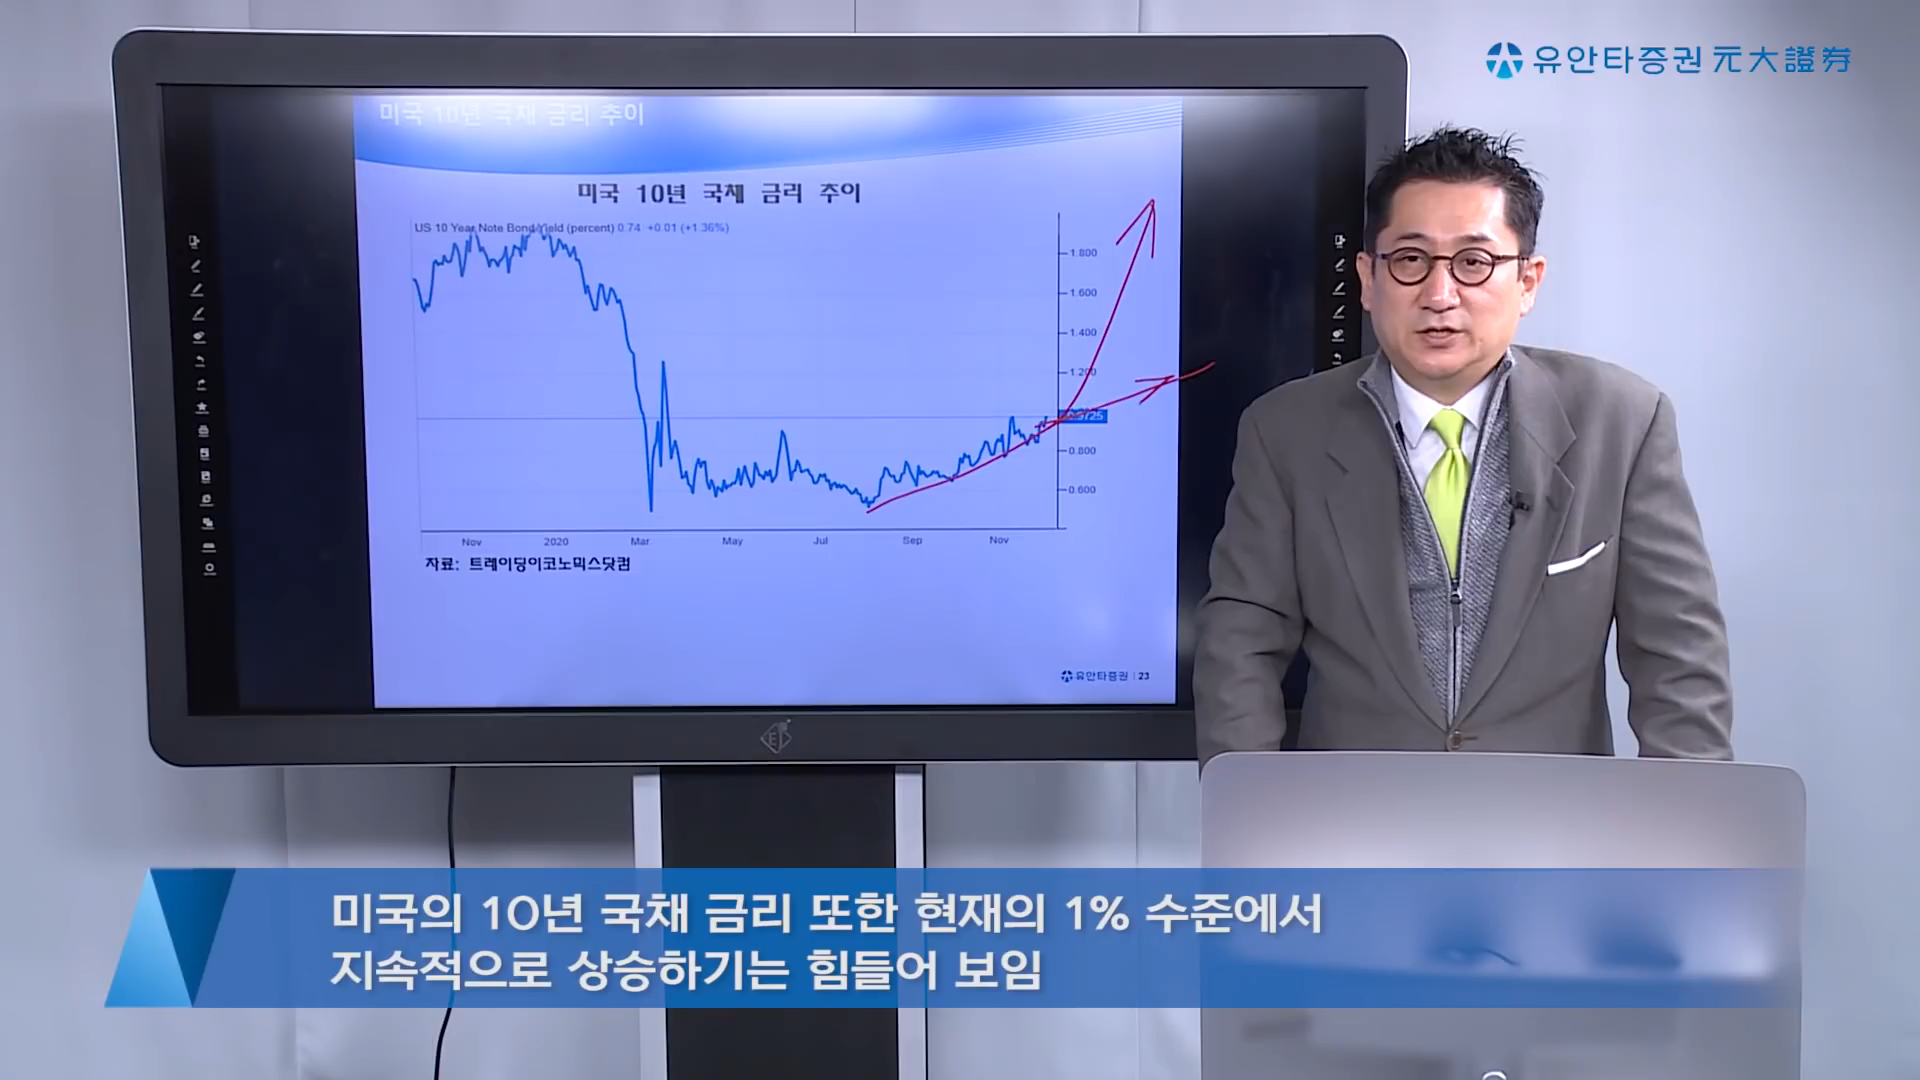 유안타증권 元大證券
미국 10년 국채 금리 추이
미국 10년 국채 금리 추이
US 10 Year Note Bond Yield (percent) 0.74 +0.01 (+1.36%)
1.800
1.600
1.400
1.200
0.800
0.600
Nov 2020 Mar May Jul Sep Nov
자료: 트레이딩이코노믹스닷컴
유안타증권 | 23
미국의 10년 국채 금리 또한 현재의 1% 수준에서
지속적으로 상승하기는 힘들어 보임